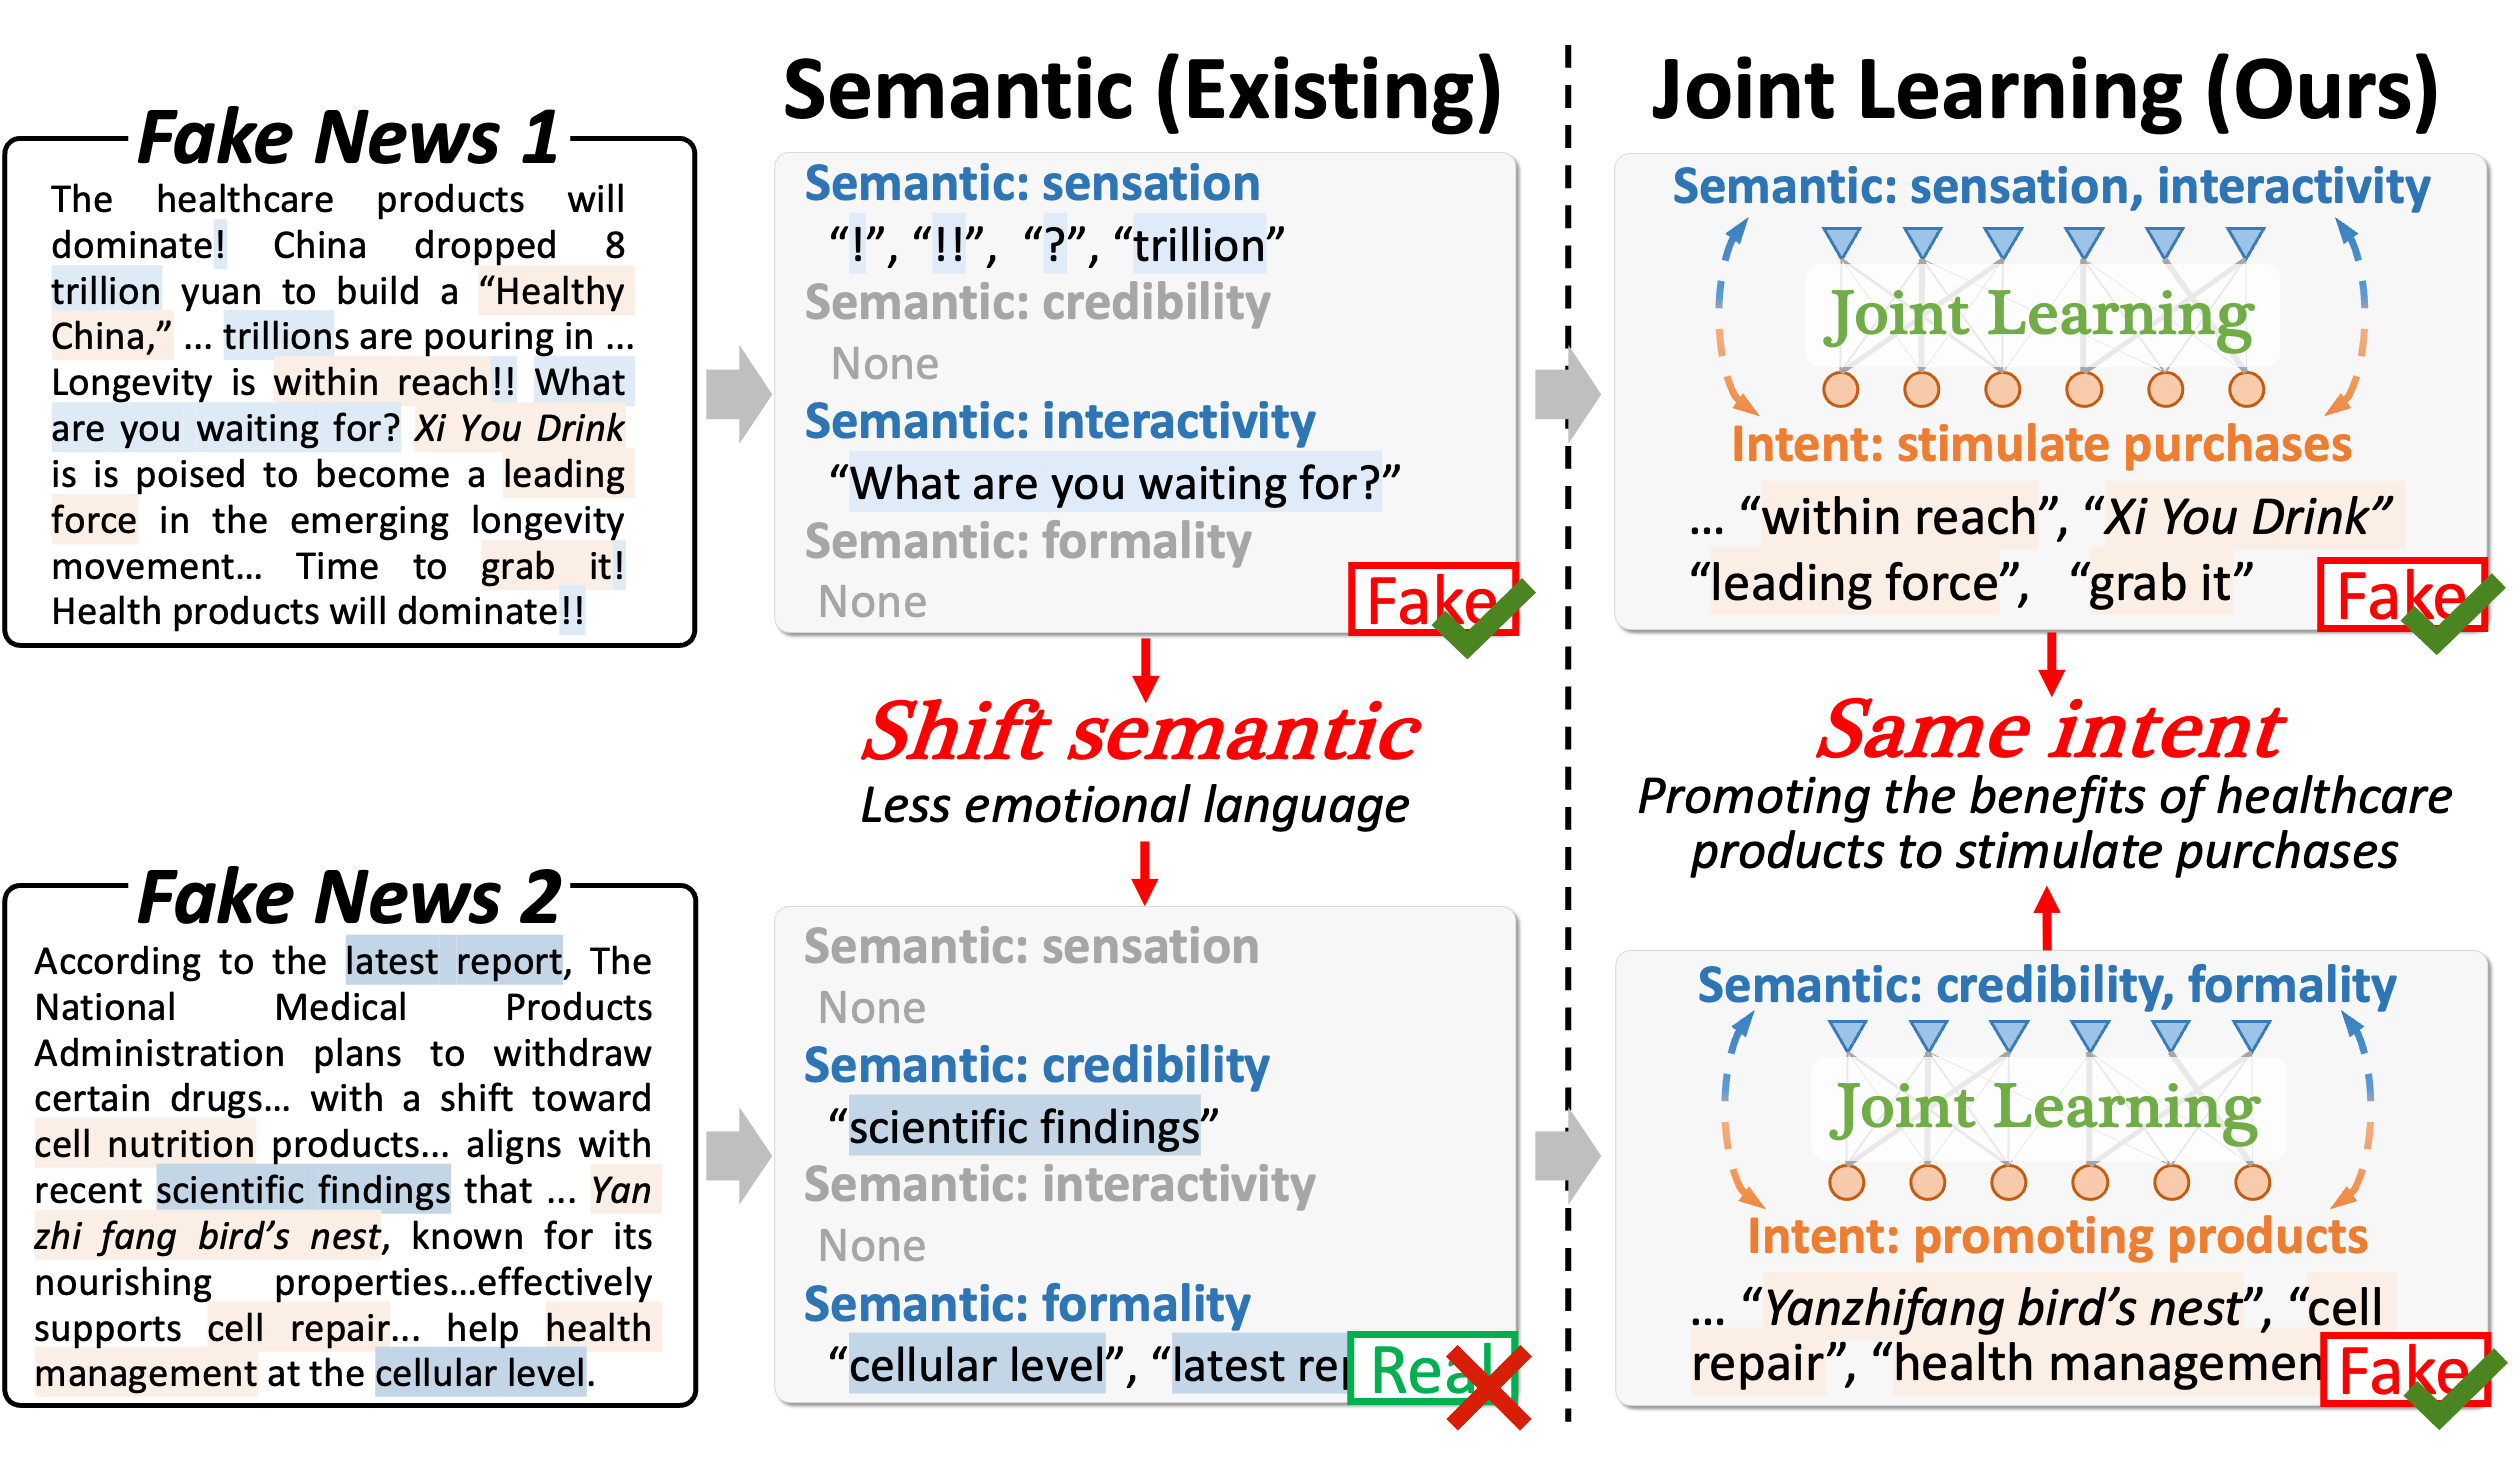 Fake News 1
The healthcare products will
dominate! China dropped 8
trillion yuan to build a “Healthy
China,” ... trillions are pouring in ...
Longevity is within reach!! What
are you waiting for? Xi You Drink
is is poised to become a leading
force in the emerging longevity
movement... Time to grab it!
Health products will dominate!!
Semantic (Existing)
Semantic: sensation
“!”, “!!”, “?”, “trillion”
Semantic: credibility
None
Semantic: interactivity
“What are you waiting for?”
Semantic: formality
None
Fake
Joint Learning (Ours)
Semantic: sensation, interactivity
Joint Learning
Intent: stimulate purchases
... “within reach”, “Xi You Drink”
“leading force”, “grab it”
Fake
Shift semantic
Less emotional language
Same intent
Promoting the benefits of healthcare
products to stimulate purchases
Fake News 2
According to the latest report, The
National Medical Products
Administration plans to withdraw
certain drugs... with a shift toward
cell nutrition products... aligns with
recent scientific findings that ... Yan
zhi fang bird’s nest, known for its
nourishing properties...effectively
supports cell repair... help health
management at the cellular level.
Semantic: sensation
None
Semantic: credibility
“scientific findings”
Semantic: interactivity
None
Semantic: formality
“cellular level”, “latest rep
Real
Semantic: credibility, formality
Joint Learning
Intent: promoting products
... “Yanzhifang bird’s nest”, “cell
repair”, “health managemen
Fake